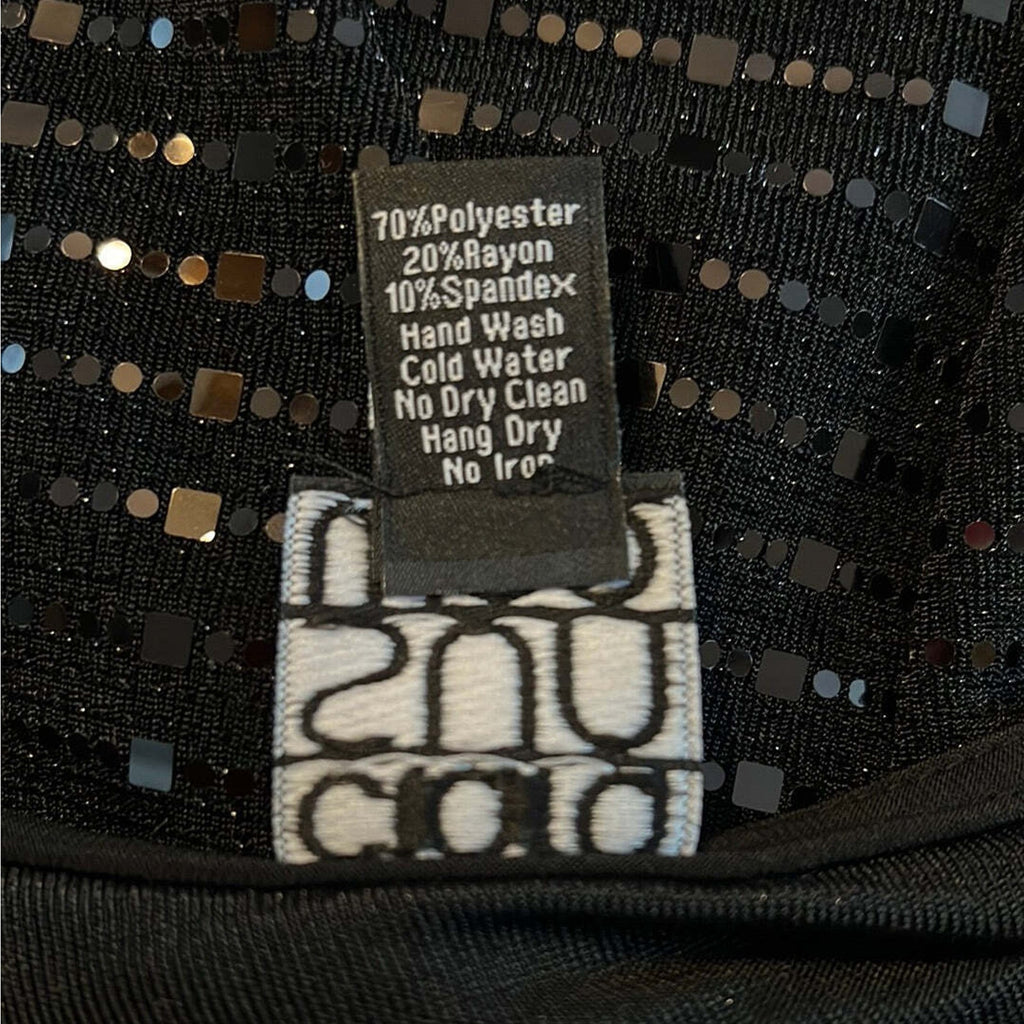 70%Polyester
20%Rayon
10%Spandex
Hand Wash
Cold Water
No Dry Clean
Hang Dry
No Iron